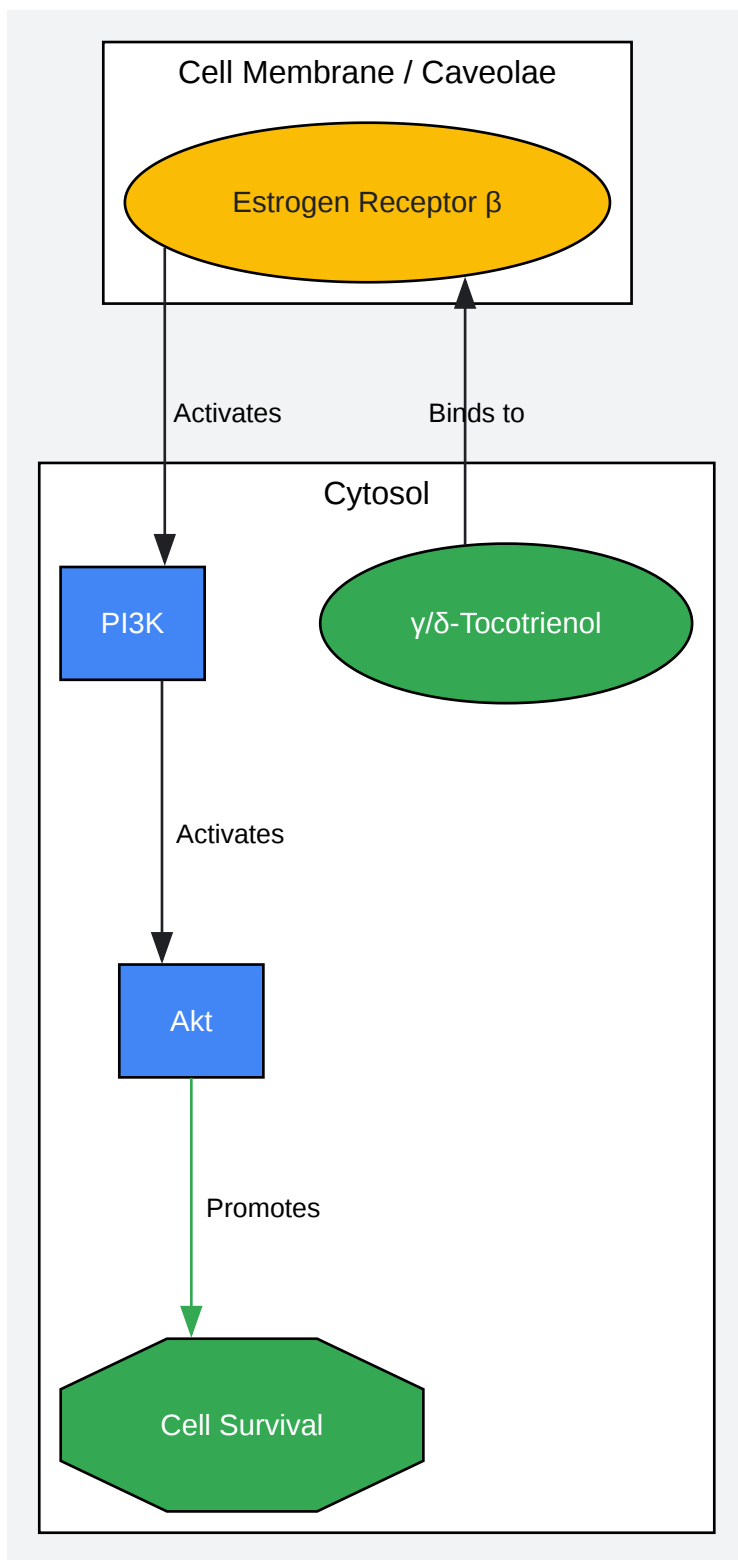 Cell Membrane / Caveolae
Estrogen Receptor β
Activates
Binds to
Cytosol
PI3K
γ/δ-Tocotrienol
Activates
Akt
Promotes
Cell Survival